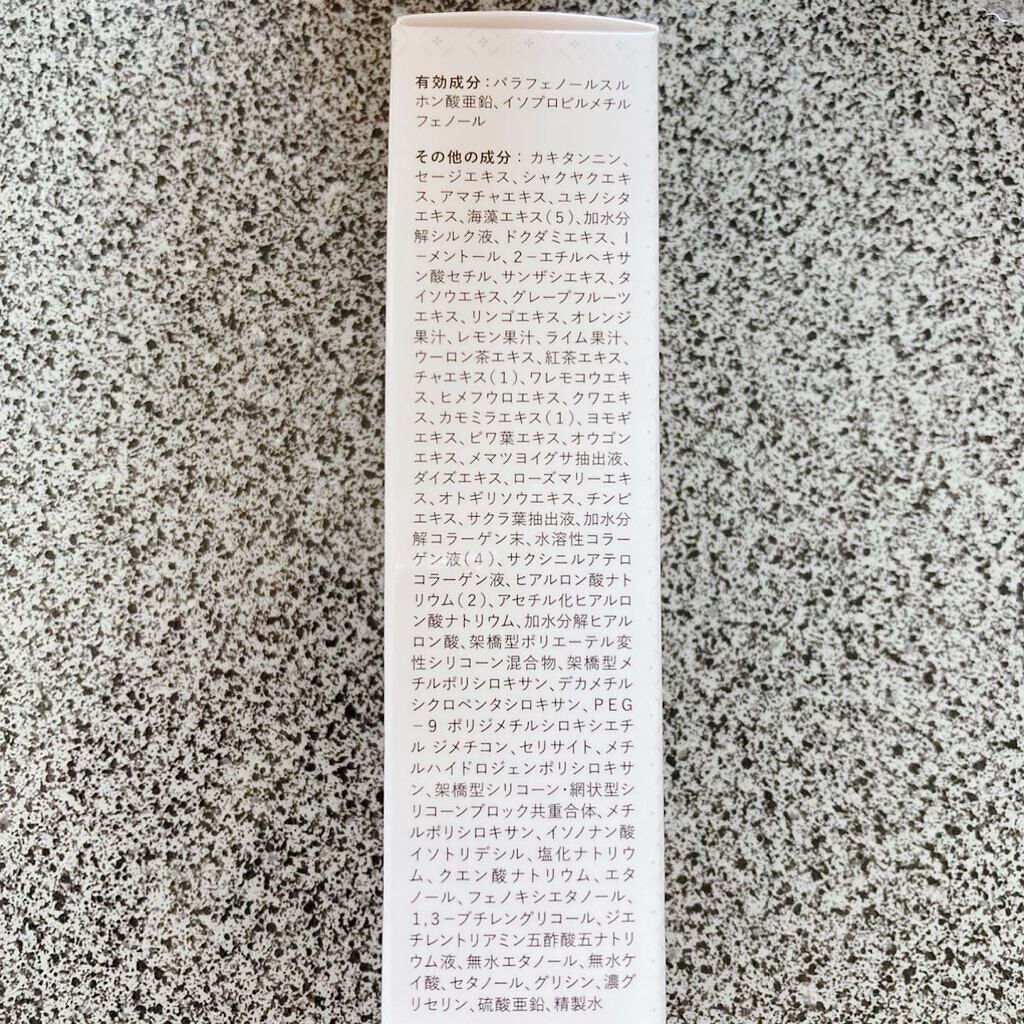 有効成分：パラフェノールスル
ホン酸亜鉛、イソプロピルメチル
フェノール
その他の成分：カキタンニン、
セージエキス、シャクヤクエキ
ス、アマチャエキス、ユキノシタ
エキス、海藻エキス(5)、加水分
解シルク液、ドクダミエキス、l
－メントール、2－エチルヘキサ
ン酸セチル、サンザシエキス、タ
イソウエキス、グレープフルーツ
エキス、リンゴエキス、オレンジ
果汁、レモン果汁、ライム果汁、
ウーロン茶エキス、紅茶エキス、
チャエキス(1)、ワレモコウエキ
ス、ヒメフウロエキス、クワエキ
ス、カモミラエキス(1)、ヨモギ
エキス、ビワ葉エキス、オウゴン
エキス、メマツヨイグサ抽出液、
ダイズエキス、ローズマリーエキ
ス、オトギリソウエキス、チンピ
エキス、サクラ葉抽出液、加水分
解コラーゲン末、水溶性コラー
ゲン液(4)、サクシニルアテロ
コラーゲン液、ヒアルロン酸ナト
リウム(2)、アセチル化ヒアルロ
ン酸ナトリウム、加水分解ヒアル
ロン酸、架橋型ポリエーテル変
性シリコーン混合物、架橋型メ
チルポリシロキサン、デカメチル
シクロペンタシロキサン、PEG
－9 ポリジメチルシロキシエチ
ル ジメチコン、セリサイト、メチ
ルハイドロジェンポリシロキサ
ン、架橋型シリコーン・網状型シ
リコーンブロック共重合体、メチ
ルポリシロキサン、イソノナン酸
イソトリデシル、塩化ナトリウ
ム、クエン酸ナトリウム、エタ
ノール、フェノキシエタノール、
1,3－ブチレングリコール、ジエ
チレントリアミン五酢酸五ナトリ
ウム液、無水エタノール、無水ケ
イ酸、セタノール、グリシン、濃グ
リセリン、硫酸亜鉛、精製水